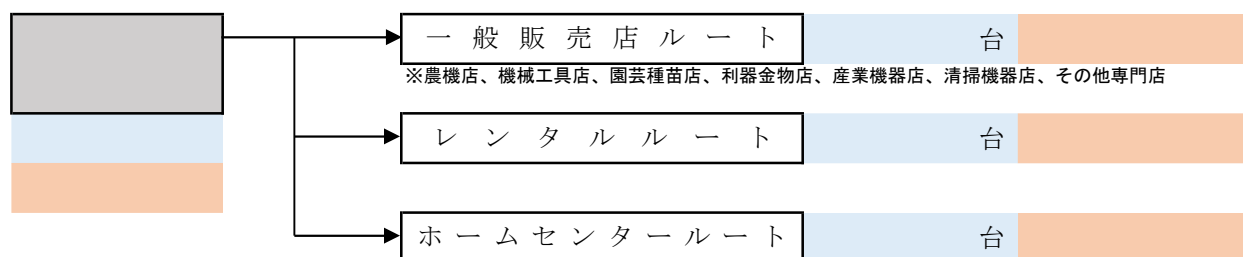 一般販売店ルート 台
※農機店、機械工具店、園芸種苗店、利器金物店、産業機器店、清掃機器店、その他専門店
レンタルルート 台
ホームセンタールート 台